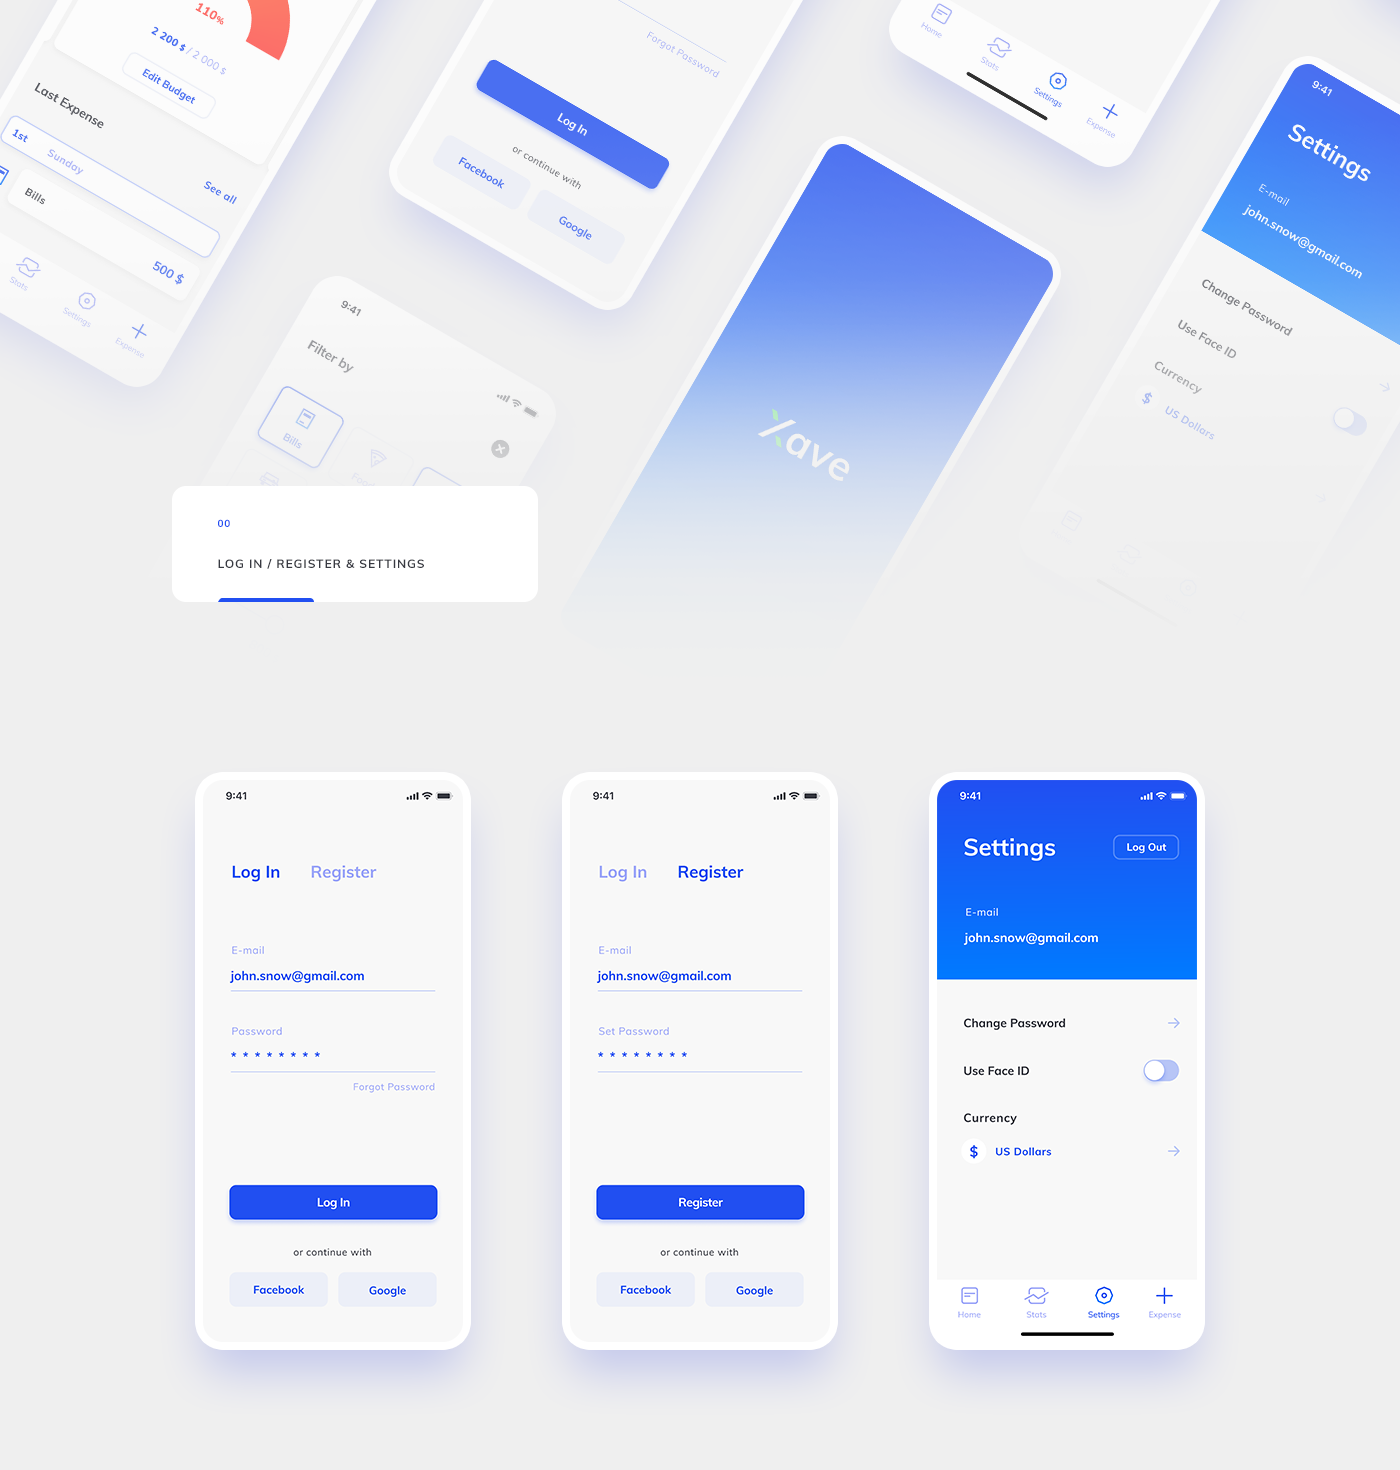 110%
2 200 $ / 2 000 $
Edit Budget
Last Expense
See all
1st Sunday
Bills
500 $
Stats
Settings
Expense
Forgot Password
Log In
or continue with
Facebook
Google
Home
Stats
Settings
Expense
9:41
Settings
E-mail
john.snow@gmail.com
Change Password
Use Face ID
Currency
$ US Dollars
9:41
Filter by
Bills
Xave
00
LOG IN / REGISTER & SETTINGS
9:41
Log In Register
E-mail
john.snow@gmail.com
Password
* * * * * * * *
Forgot Password
Log In
or continue with
Facebook Google
9:41
Log In Register
E-mail
john.snow@gmail.com
Set Password
* * * * * * * *
Register
or continue with
Facebook Google
9:41
Settings Log Out
E-mail
john.snow@gmail.com
Change Password
Use Face ID
Currency
$ US Dollars
Home Stats Settings Expense